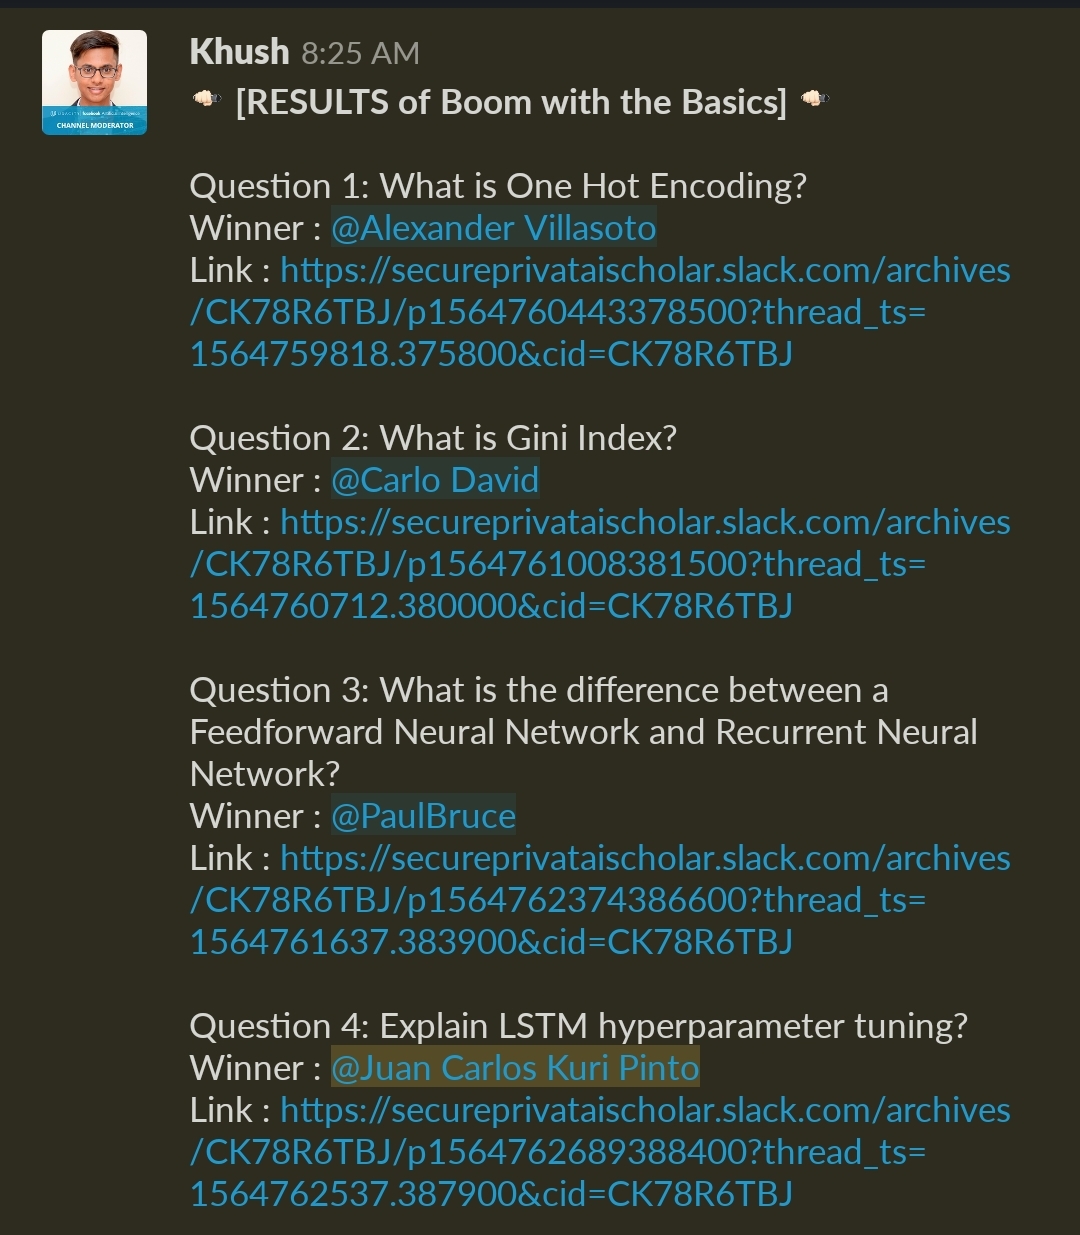 Khush 8:25 AM
[RESULTS of Boom with the Basics]
CHANNEL MODERATOR
Question 1: What is One Hot Encoding?
Winner : @Alexander Villasoto
Link : https://secureprivataischolar.slack.com/archives
/CK78R6TBJ/p1564760443378500?thread_ts=
1564759818.375800&cid=CK78R6TBJ
Question 2: What is Gini Index?
Winner : @Carlo David
Link : https://secureprivataischolar.slack.com/archives
/CK78R6TBJ/p1564761008381500?thread_ts=
1564760712.380000&cid=CK78R6TBJ
Question 3: What is the difference between a
Feedforward Neural Network and Recurrent Neural
Network?
Winner : @PaulBruce
Link : https://secureprivataischolar.slack.com/archives
/CK78R6TBJ/p1564762374386600?thread_ts=
1564761637.383900&cid=CK78R6TBJ
Question 4: Explain LSTM hyperparameter tuning?
Winner : @Juan Carlos Kuri Pinto
Link : https://secureprivataischolar.slack.com/archives
/CK78R6TBJ/p1564762689388400?thread_ts=
1564762537.387900&cid=CK78R6TBJ